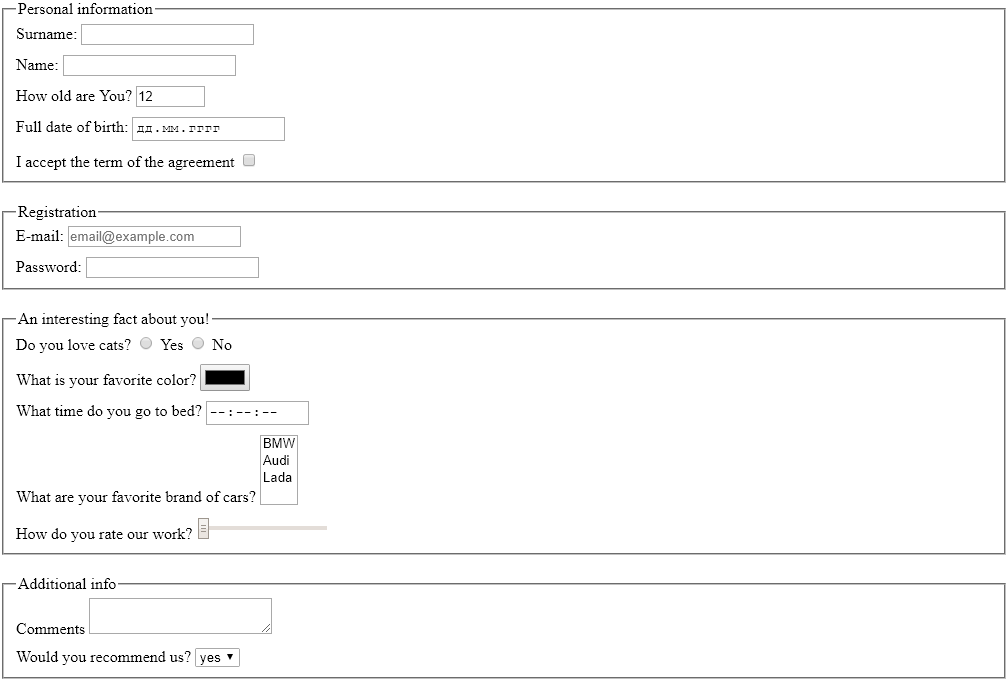 Personal information
Surname:
Name:
How old are You? 12
Full date of birth: дд.мм.гггг
I accept the term of the agreement
Registration
E-mail: email@example.com
Password:
An interesting fact about you!
Do you love cats? Yes No
What is your favorite color?
What time do you go to bed? --:--:--
BMW
Audi
Lada
What are your favorite brand of cars?
How do you rate our work?
Additional info
Comments
Would you recommend us? yes